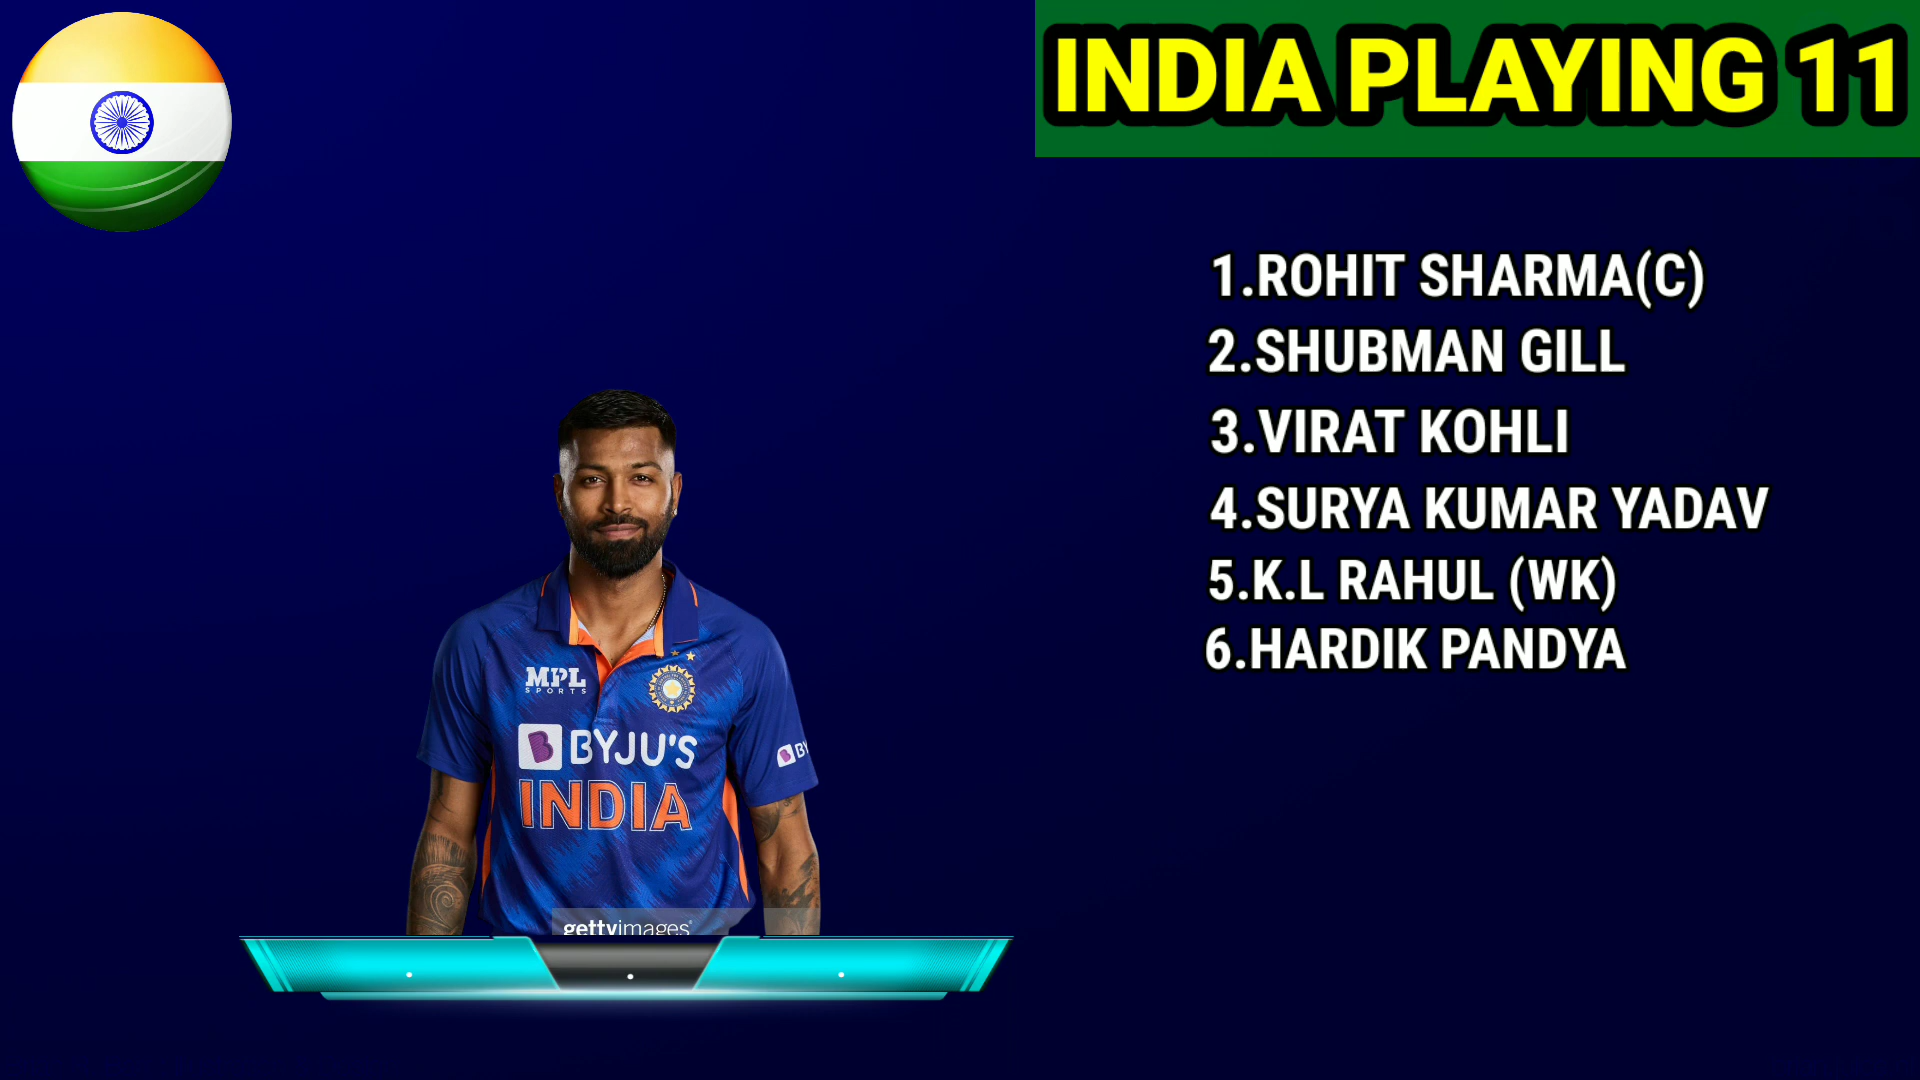 INDIA PLAYING 11
1.ROHIT SHARMA(C)
2.SHUBMAN GILL
3.VIRAT KOHLI
4.SURYA KUMAR YADAV
5.K.L RAHUL (WK)
6.HARDIK PANDYA
MPL
SPORTS
BYJU'S
BY
INDIA
gettyimages